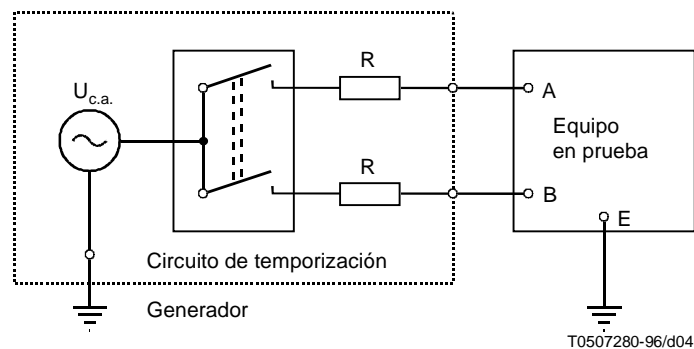 U c.a.
R
A
Equipo
en prueba
R
B
E
Circuito de temporización
Generador
T0507280-96/d04